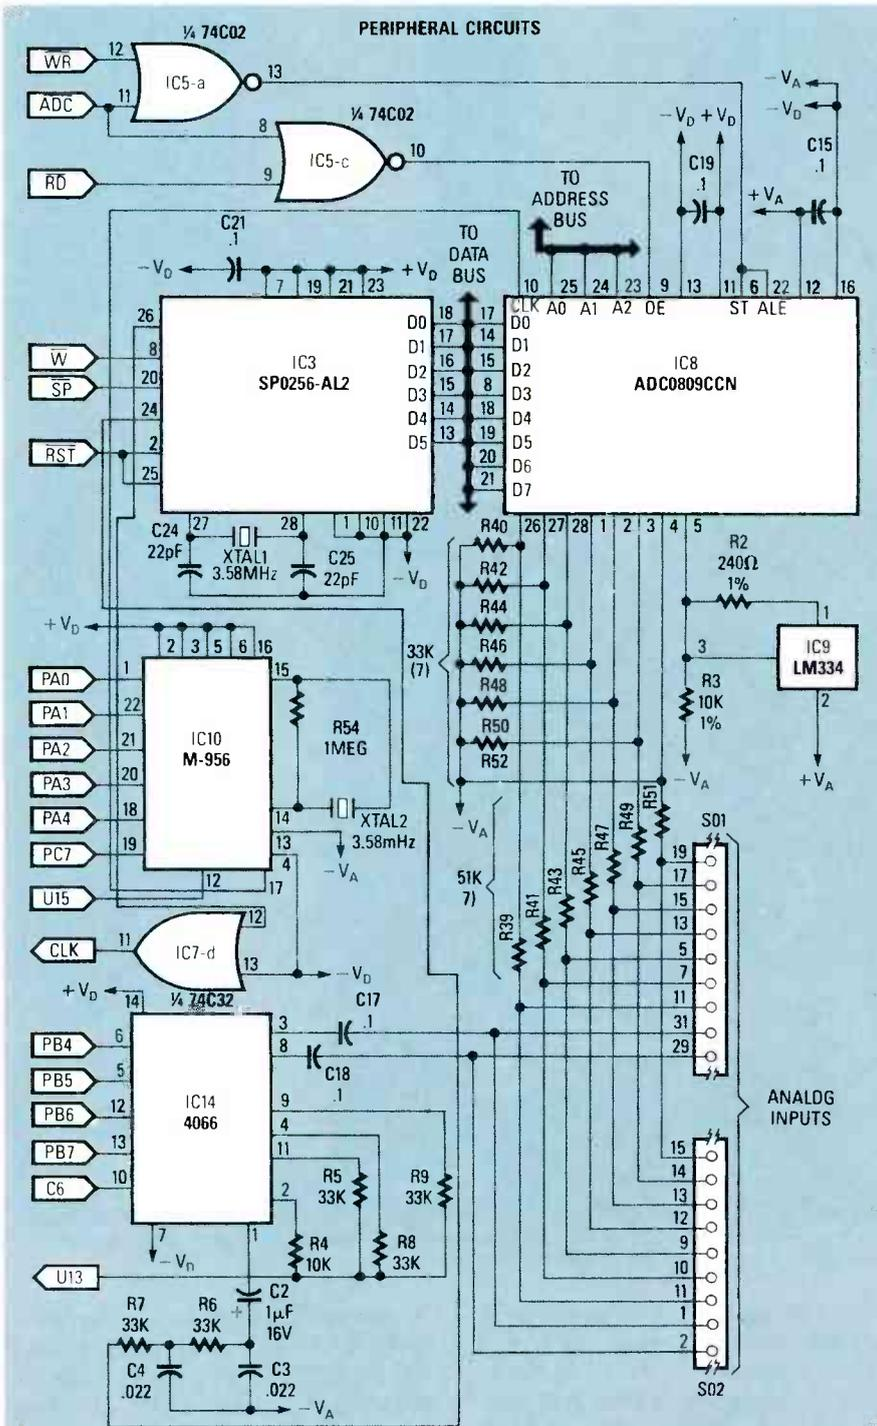 PERIPHERAL CIRCUITS
¼ 74C02
WR
12
IC5-a
13
ADC
11
¼ 74C02
8
IC5-c
10
RD
9
−VA
−VD
−VD +VD
C19
.1
C15
.1
+VA
TO
ADDRESS
BUS
TO
DATA
BUS
C21
.1
−VD
+VD
7 19 21 23
10 25 24 23 9 13 11 6 22 12 16
CLK A0 A1 A2 OE ST ALE
26
W
8
SP
20
24
RST
2
25
IC3
SP0256-AL2
D0 18 17 D0
D1 17 14 D1
D2 16 15 D2
D3 15 8 D3
D4 14 18 D4
D5 13 19 D5
20 D6
21 D7
IC8
ADC0809CCN
27 28 1 10 11 22
26 27 28 1 2 3 4 5
C24
22pF
XTAL1
3.58MHz
C25
22pF
−VD
R40
R42
R44
R46
R48
R50
R52
33K
(7)
−VA
R2
240Ω
1%
1
3
IC9
LM334
2
R3
10K
1%
−VA
+VA
+VD
2 3 5 6 16
PA0
1
PA1
22
PA2
21
PA3
20
PA4
18
PC7
19
U15
12
IC10
M-956
15
R54
1MEG
14
XTAL2
3.58mHz
13
4
17
−VA
51K
7)
R39
R41
R43
R45
R47
R49
R51
S01
19
17
15
13
5
7
11
31
29
CLK
11
IC7-d
12
13
−VD
¼ 74C32
+VD
14
PB4
6
PB5
5
PB6
12
PB7
13
C6
10
IC14
4066
3
8
9
4
11
2
7
1
−VD
C17
.1
C18
.1
R5
33K
R9
33K
R4
10K
R8
33K
U13
C2
1µF
16V
+
R7
33K
R6
33K
C4
.022
C3
.022
−VA
ANALOG
INPUTS
15
14
13
12
9
10
11
1
2
S02